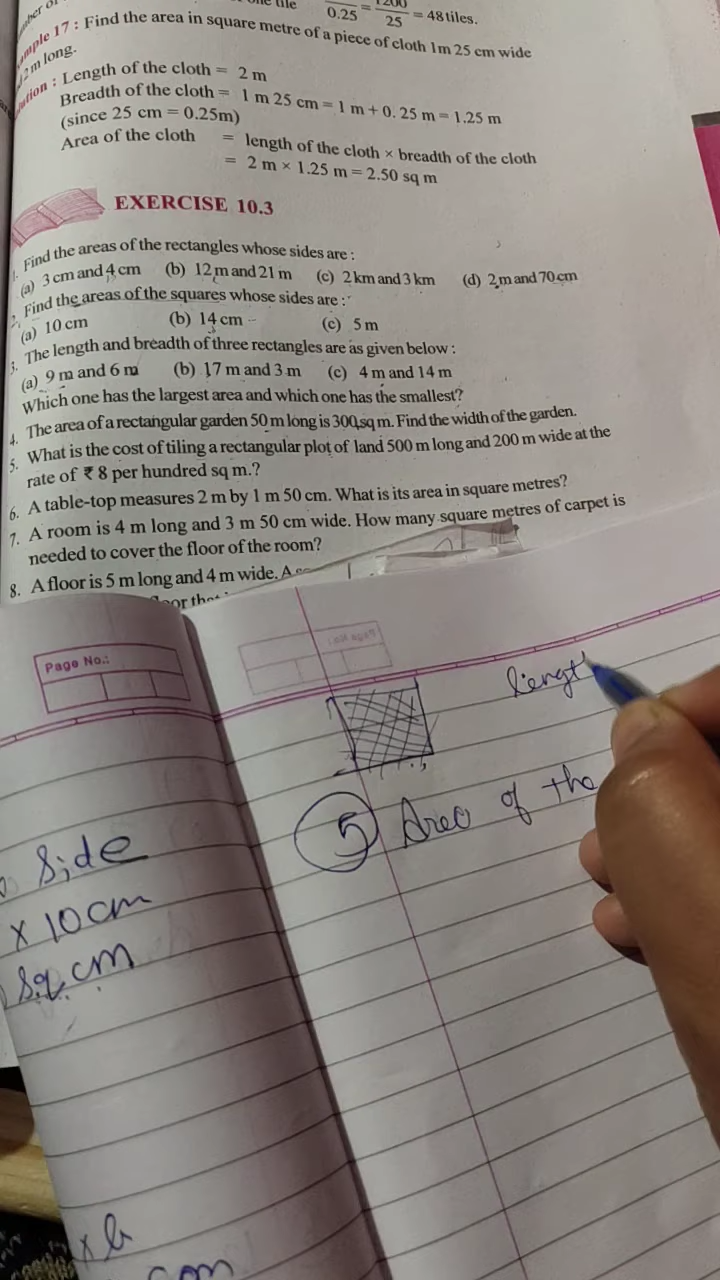 0.25 = 1200 25 = 48 tiles.
ample 17 : Find the area in square metre of a piece of cloth 1m 25 cm wide
2 m long.
ution : Length of the cloth = 2 m
Breadth of the cloth = 1 m 25 cm = 1 m + 0. 25 m = 1.25 m
(since 25 cm = 0.25m)
Area of the cloth = length of the cloth × breadth of the cloth
= 2 m × 1.25 m = 2.50 sq m
EXERCISE 10.3
1. Find the areas of the rectangles whose sides are :
(a) 3 cm and 4 cm (b) 12 m and 21 m (c) 2 km and 3 km (d) 2 m and 70 cm
2. Find the areas of the squares whose sides are :
(a) 10 cm (b) 14 cm (c) 5 m
3. The length and breadth of three rectangles are as given below :
(a) 9 m and 6 m (b) 17 m and 3 m (c) 4 m and 14 m
Which one has the largest area and which one has the smallest?
4. The area of a rectangular garden 50 m long is 300 sq m. Find the width of the garden.
5. What is the cost of tiling a rectangular plot of land 500 m long and 200 m wide at the
rate of ₹ 8 per hundred sq m.?
6. A table-top measures 2 m by 1 m 50 cm. What is its area in square metres?
7. A room is 4 m long and 3 m 50 cm wide. How many square metres of carpet is
needed to cover the floor of the room?
8. A floor is 5 m long and 4 m wide. A
Page No.:
lengt
5 Area of the
Side
× 10 cm
sq cm
× b
cm